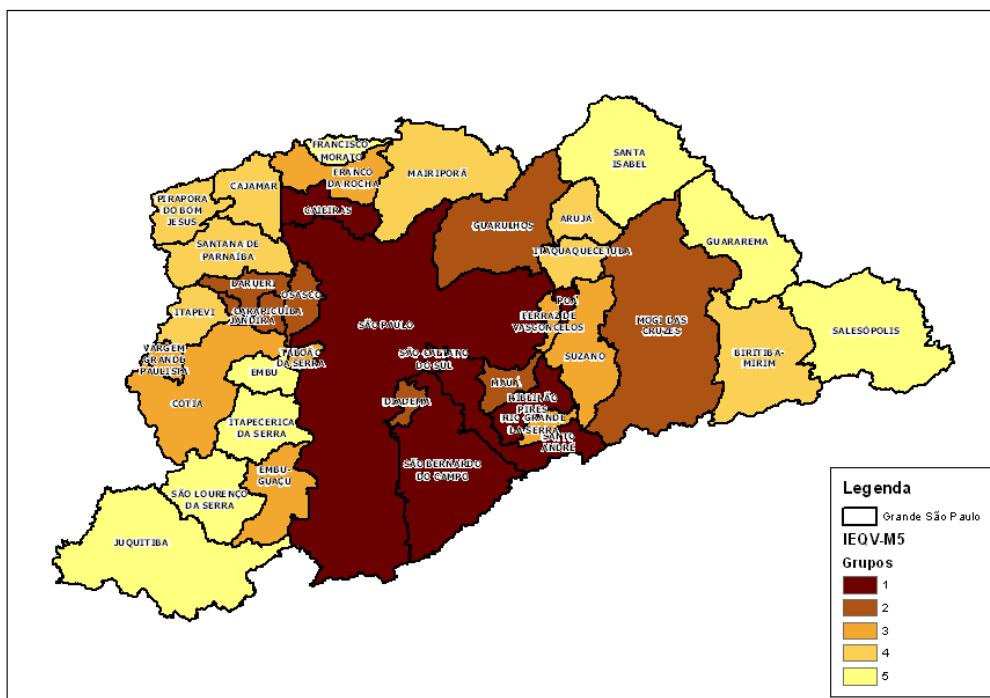 FRANCISCO
MORATO
FRANCO
DA ROCHA
MAIRIPORÃ
SANTA
ISABEL
CAJAMAR
PIRAPORA
DO BOM
JESUS
CAIEIRAS
GUARULHOS
ARUJÁ
GUARAREMA
SANTANA DE
PARNAÍBA
ITAQUAQUECETUBA
BARUERI
OSASCO
CARAPICUÍBA
JANDIRA
ITAPEVI
POÁ
FERRAZ DE
VASCONCELOS
SÃO PAULO
MOGI DAS
CRUZES
SALESÓPOLIS
VARGEM
GRANDE
PAULISTA
TABOÃO
DA SERRA
EMBU
SÃO CAETANO
DO SUL
SUZANO
BIRITIBA-
MIRIM
COTIA
MAUÁ
DIADEMA
RIBEIRÃO
PIRES
RIO GRANDE
DA SERRA
ITAPECERICA
DA SERRA
SANTO
ANDRÉ
SÃO BERNARDO
DO CAMPO
EMBU-
GUAÇU
SÃO LOURENÇO
DA SERRA
JUQUITIBA
Legenda
Grande São Paulo
IEQV-M5
Grupos
1
2
3
4
5